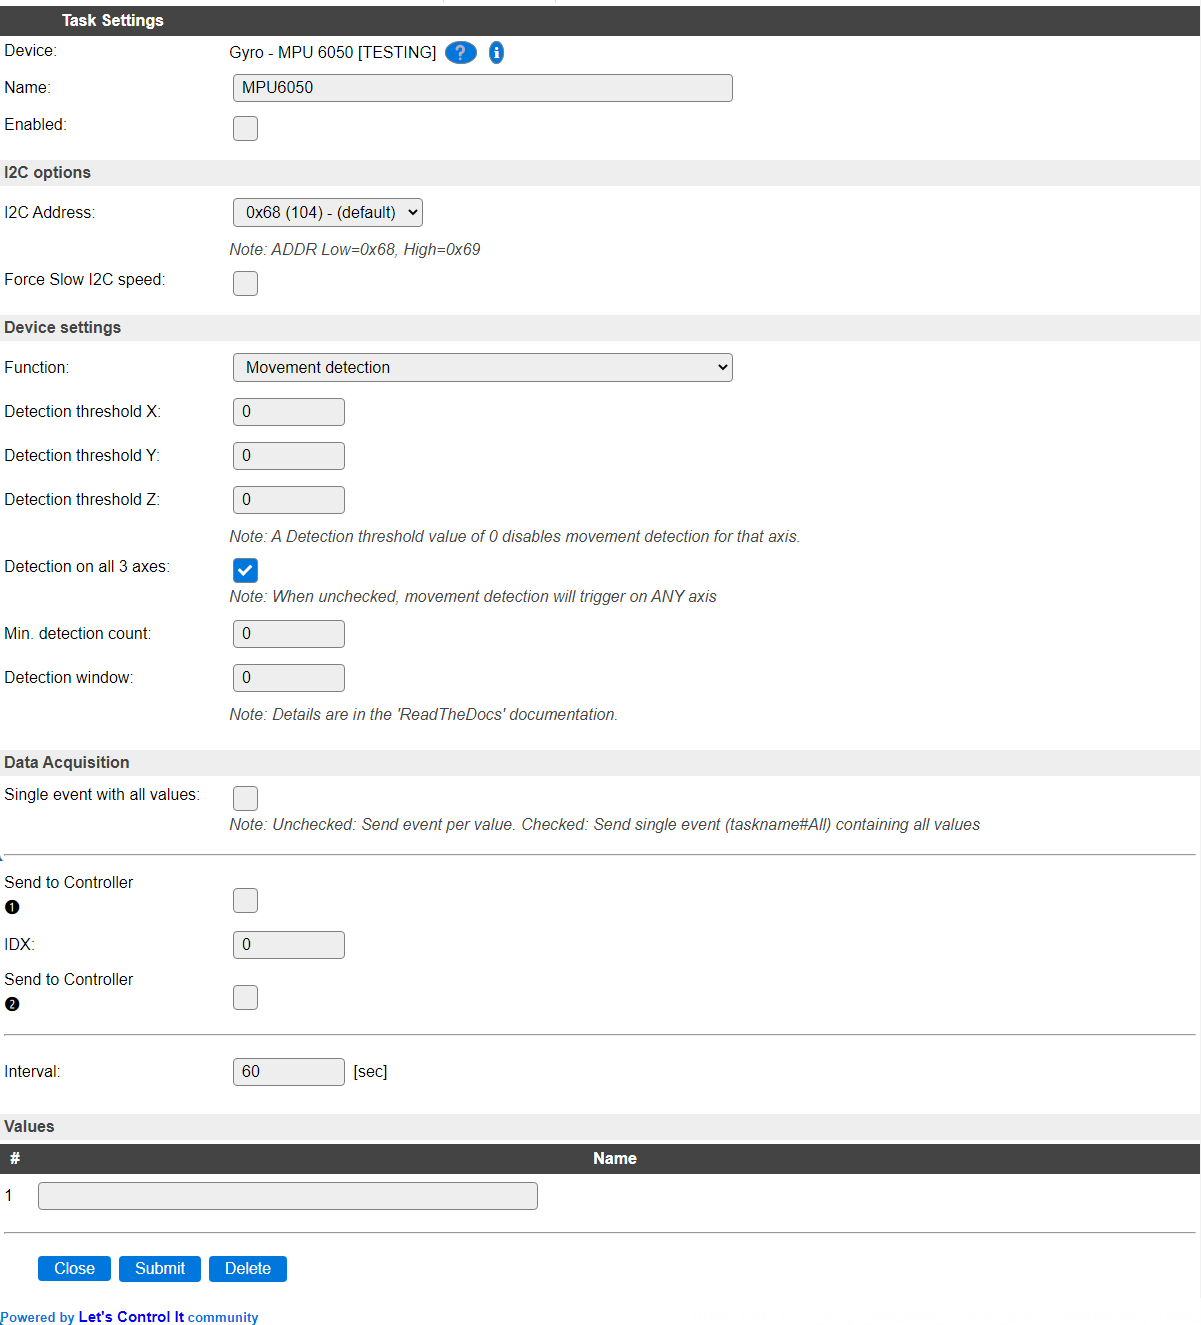 Task Settings
Device: Gyro - MPU 6050 [TESTING] ? i
Name: MPU6050
Enabled:
I2C options
I2C Address: 0x68 (104) - (default)
Note: ADDR Low=0x68, High=0x69
Force Slow I2C speed:
Device settings
Function: Movement detection
Detection threshold X: 0
Detection threshold Y: 0
Detection threshold Z: 0
Note: A Detection threshold value of 0 disables movement detection for that axis.
Detection on all 3 axes:
Note: When unchecked, movement detection will trigger on ANY axis
Min. detection count: 0
Detection window: 0
Note: Details are in the 'ReadTheDocs' documentation.
Data Acquisition
Single event with all values:
Note: Unchecked: Send event per value. Checked: Send single event (taskname#All) containing all values
Send to Controller
❶
IDX: 0
Send to Controller
❷
Interval: 60 [sec]
Values
# Name
1
Close Submit Delete
Powered by Let's Control It community